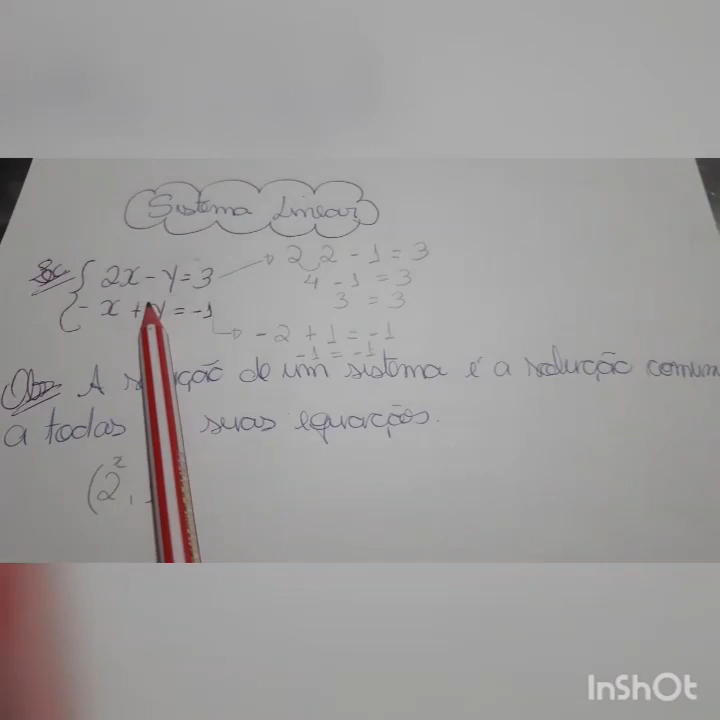 Sistema Linear
Ex { 2x - y = 3 → 2 . 2 - 1 = 3
4 - 1 = 3
- x + y = -1
3 = 3
→ - 2 + 1 = -1
-1 = -1
Obs A de um sistema é a solução comum
a todas suas equações.
(2,
InShOt